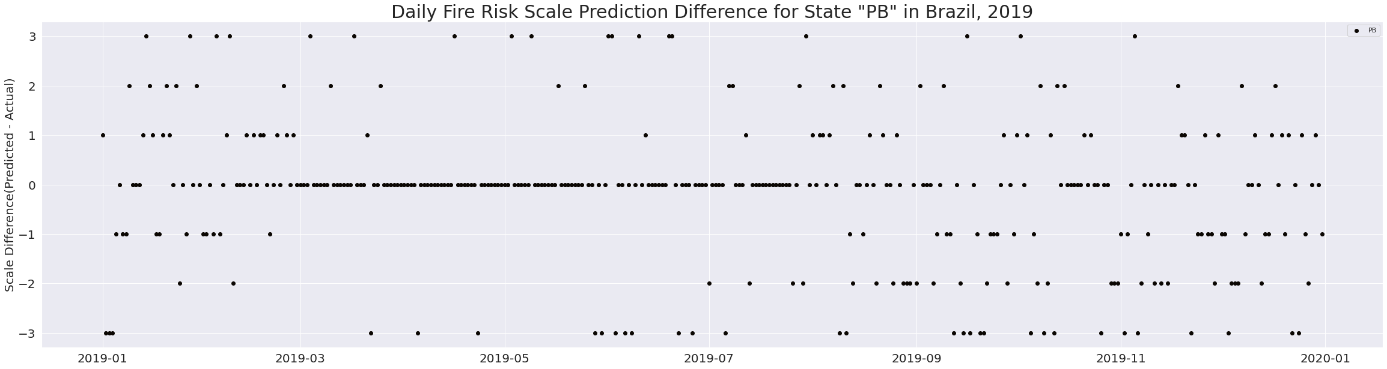 Daily Fire Risk Scale Prediction Difference for State "PB" in Brazil, 2019
Scale Difference(Predicted - Actual)
3
2
1
0
−1
−2
−3
2019-01 2019-03 2019-05 2019-07 2019-09 2019-11 2020-01
PB